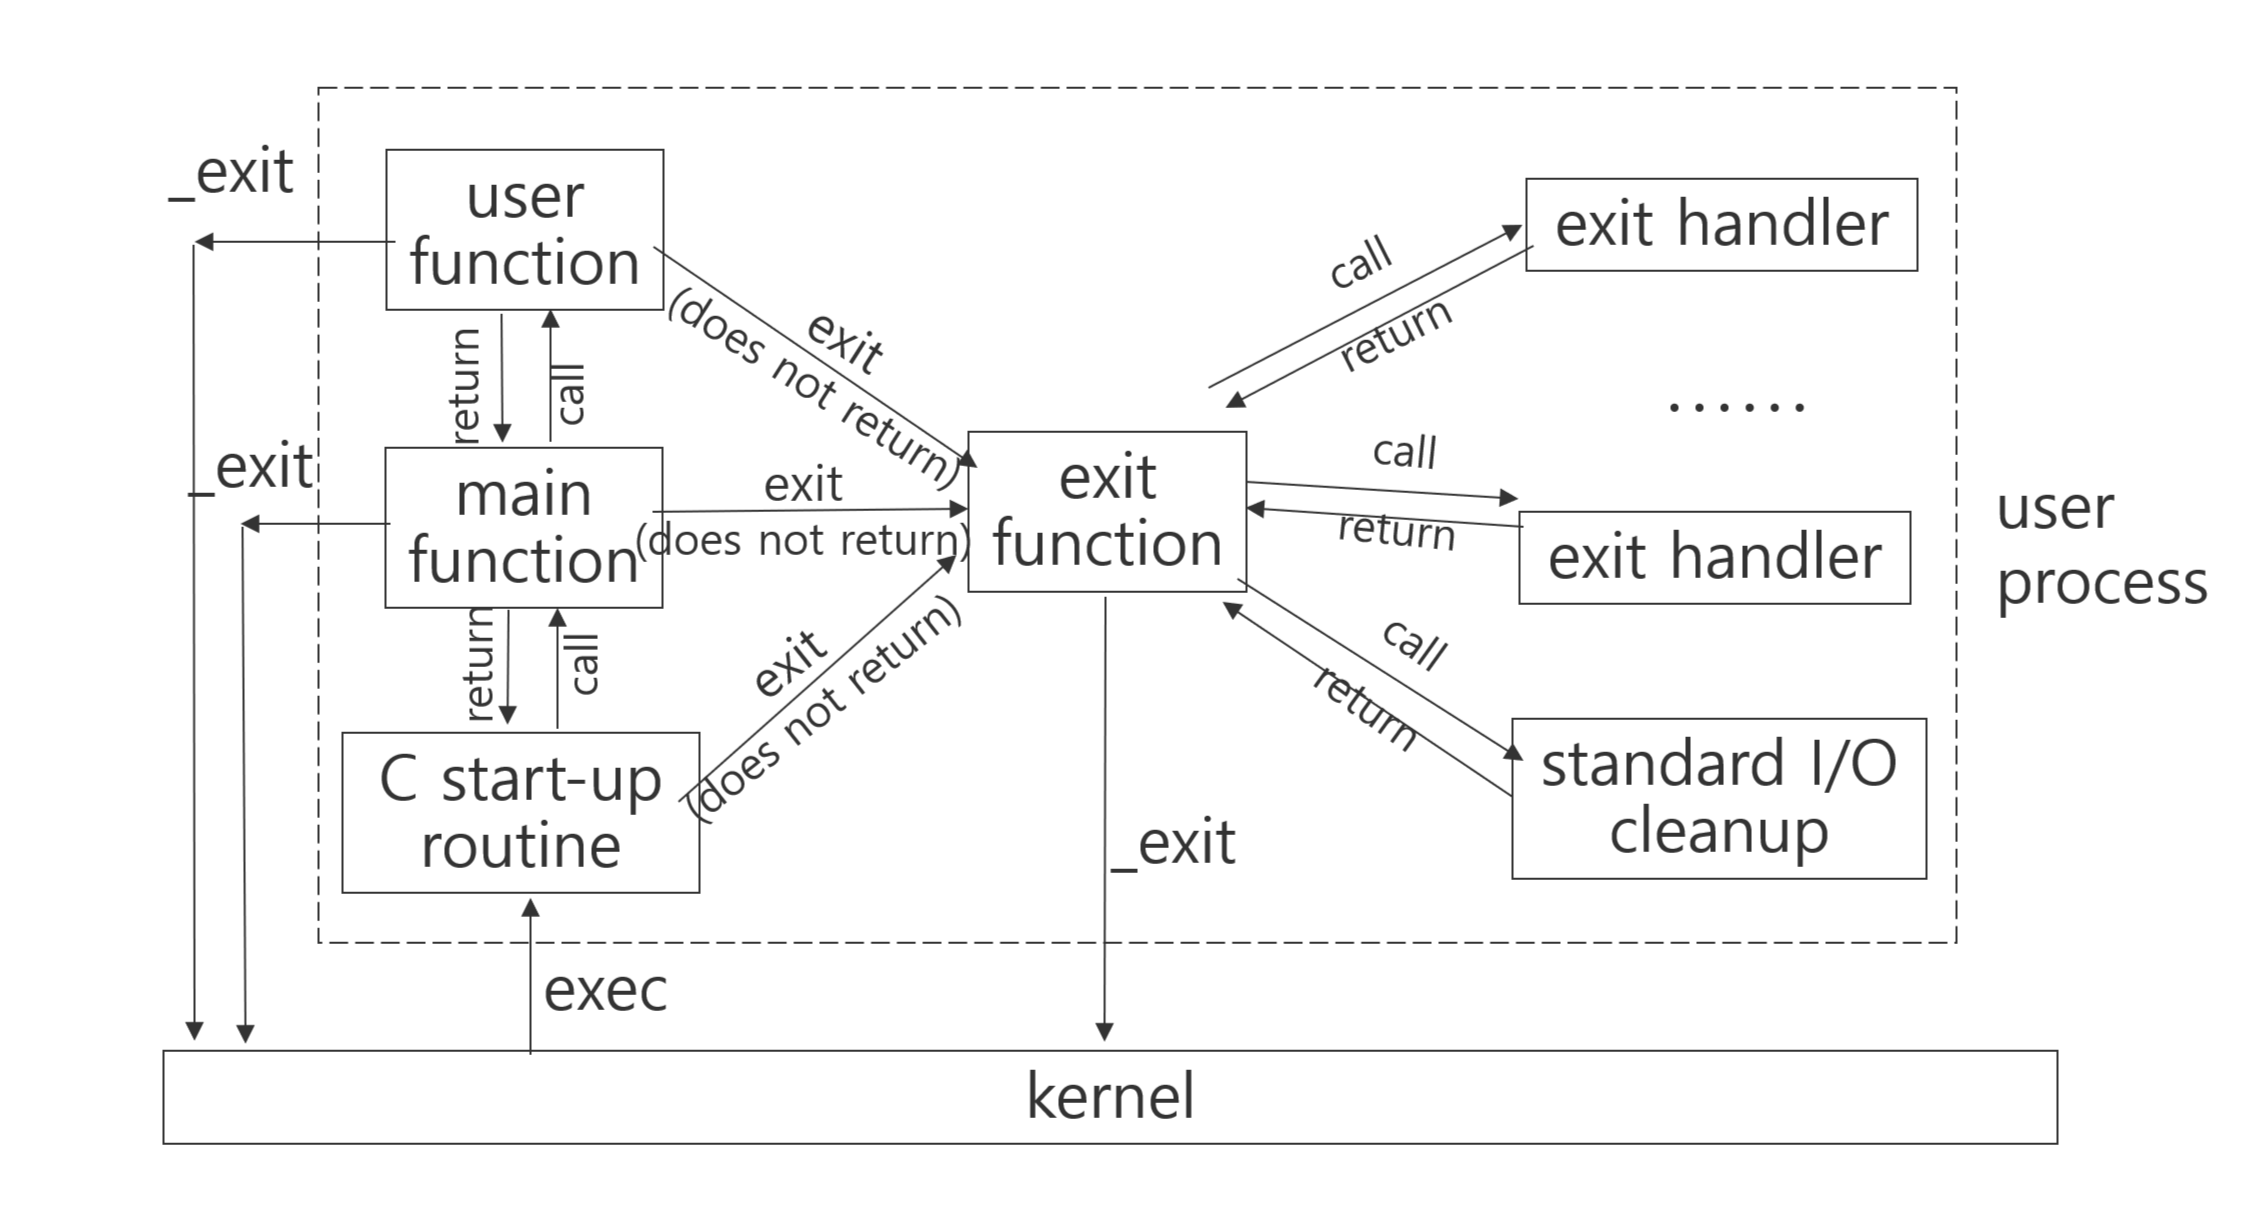 _exit
user
function
exit handler
call
return
exit
(does not return)
return
call
......
_exit
main
function
exit
(does not return)
exit
function
call
return
exit handler
user
process
return
call
exit
(does not return)
call
return
C start-up
routine
standard I/O
cleanup
_exit
exec
kernel